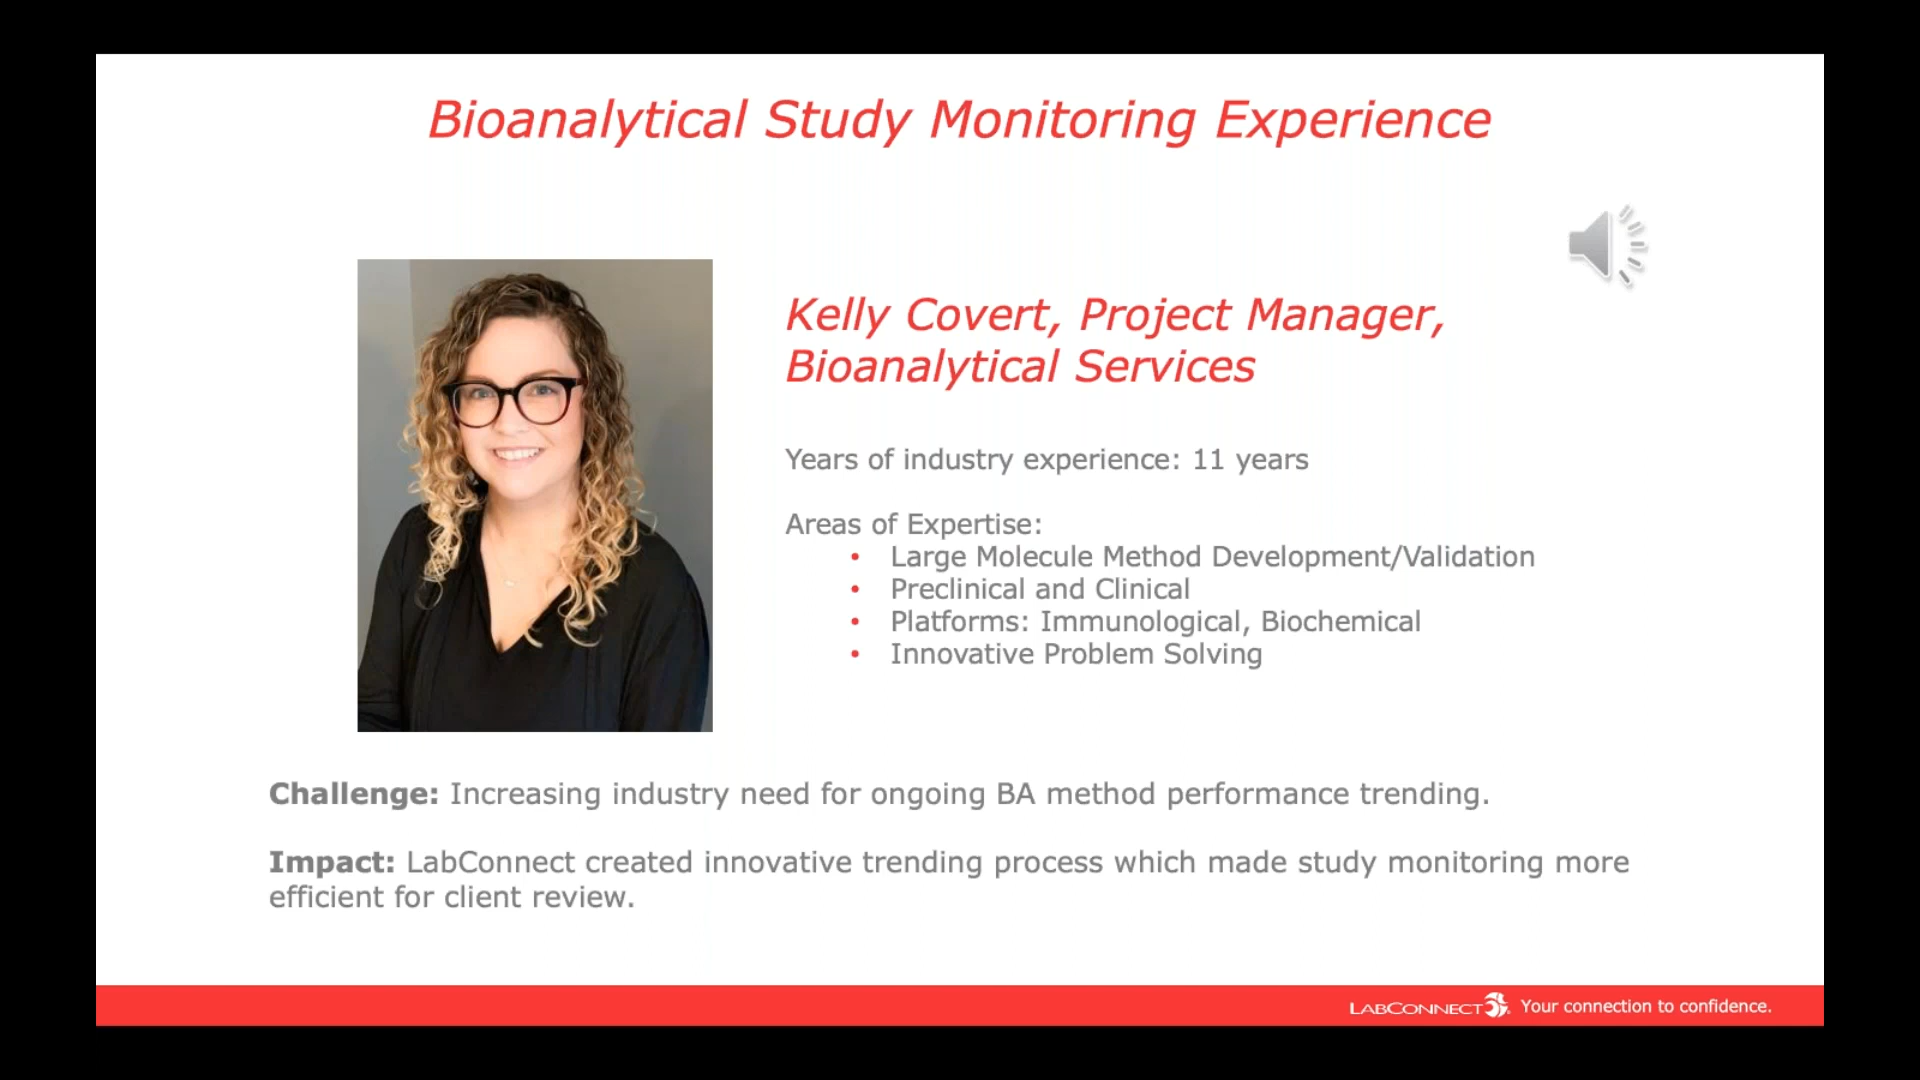 Bioanalytical Study Monitoring Experience
Kelly Covert, Project Manager,
Bioanalytical Services
Years of industry experience: 11 years
Areas of Expertise:
• Large Molecule Method Development/Validation
• Preclinical and Clinical
• Platforms: Immunological, Biochemical
• Innovative Problem Solving
Challenge: Increasing industry need for ongoing BA method performance trending.
Impact: LabConnect created innovative trending process which made study monitoring more
efficient for client review.
LABCONNECT Your connection to confidence.